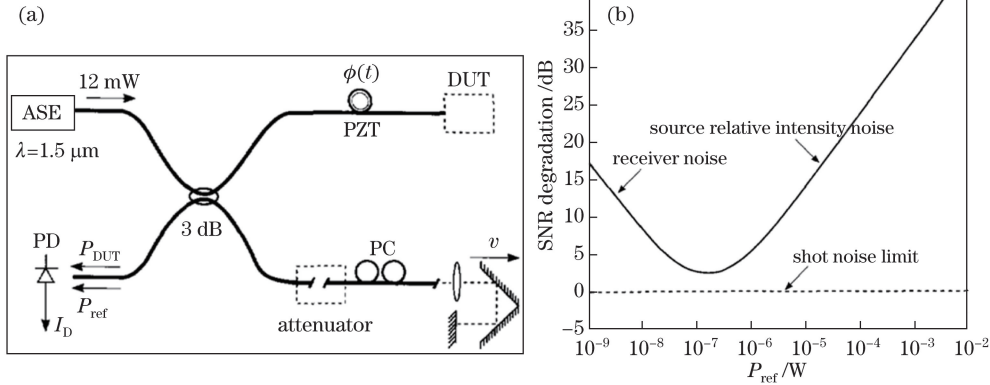 (a)
12 mW
ASE
λ=1.5 μm
ϕ(t)
PZT
DUT
3 dB
PD
P_DUT
P_ref
I_D
PC
attenuator
v
(b)
SNR degradation /dB
35
30
25
20
15
10
5
0
−5
source relative intensity noise
receiver noise
shot noise limit
10⁻⁹ 10⁻⁸ 10⁻⁷ 10⁻⁶ 10⁻⁵ 10⁻⁴ 10⁻³ 10⁻²
P_ref /W